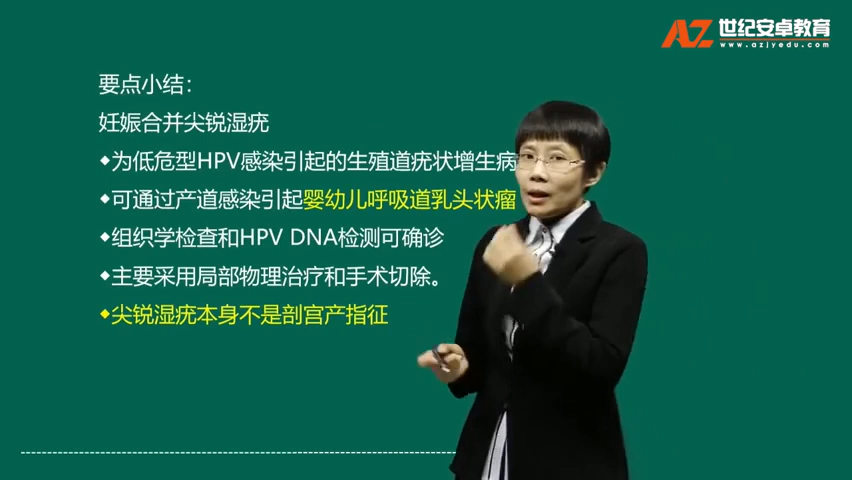 AZ 世纪安卓教育
www.azjyedu.com
要点小结：
妊娠合并尖锐湿疣
◆为低危型HPV感染引起的生殖道疣状增生病
◆可通过产道感染引起婴幼儿呼吸道乳头状瘤
◆组织学检查和HPV DNA检测可确诊
◆主要采用局部物理治疗和手术切除。
◆尖锐湿疣本身不是剖宫产指征